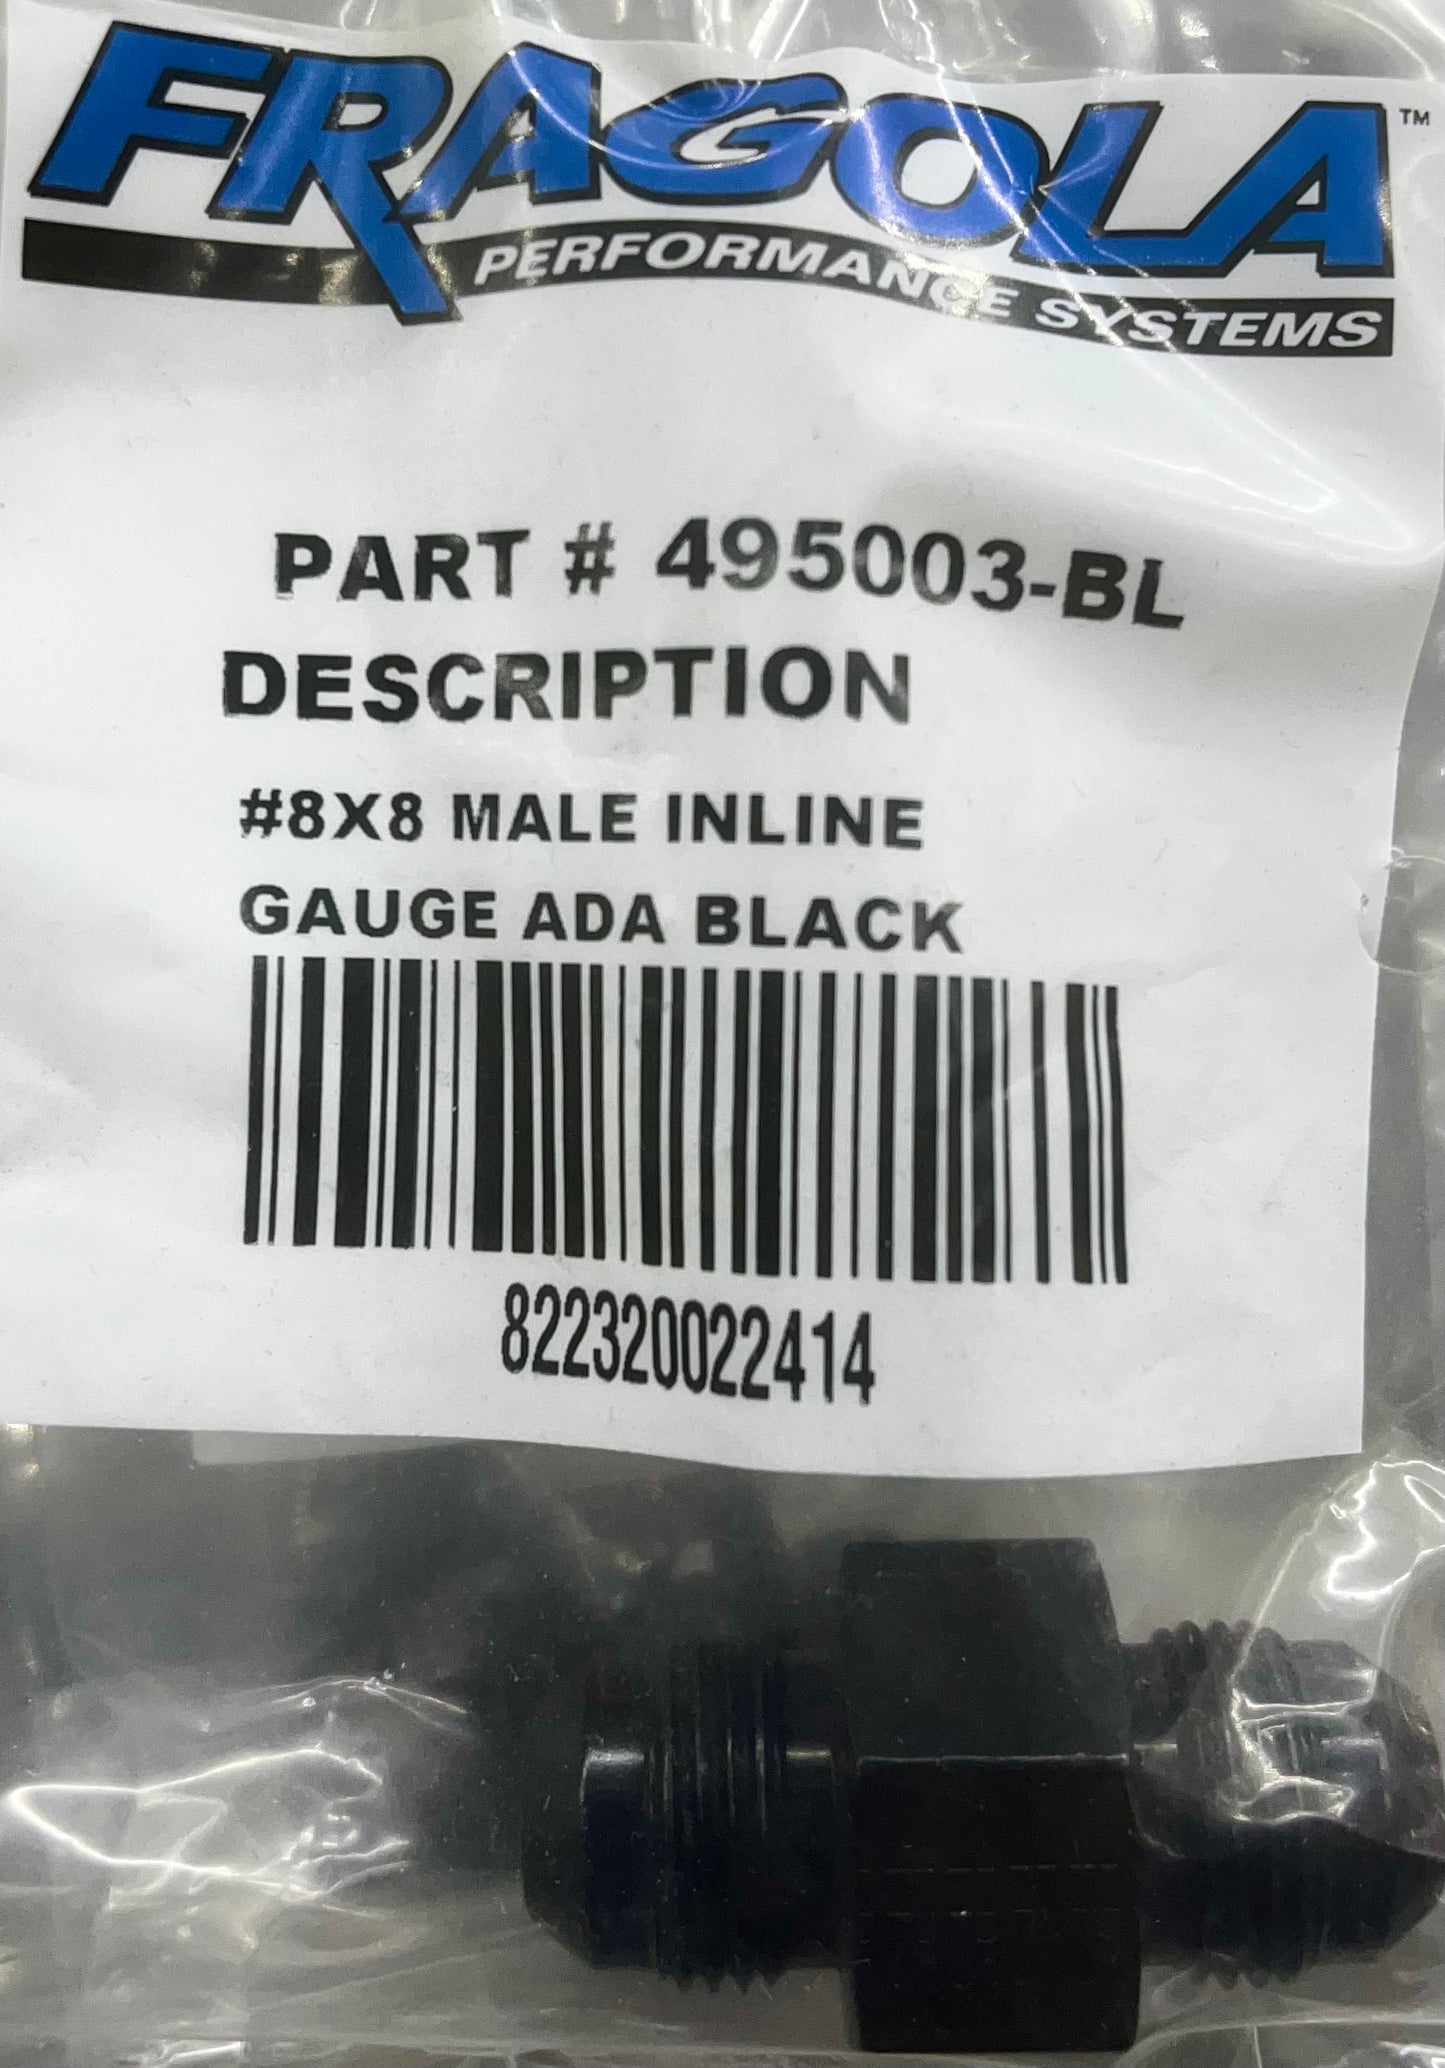 FRAGOLA™
PERFORMANCE SYSTEMS
PART # 495003-BL
DESCRIPTION
#8X8 MALE INLINE
GAUGE ADA BLACK
822320022414